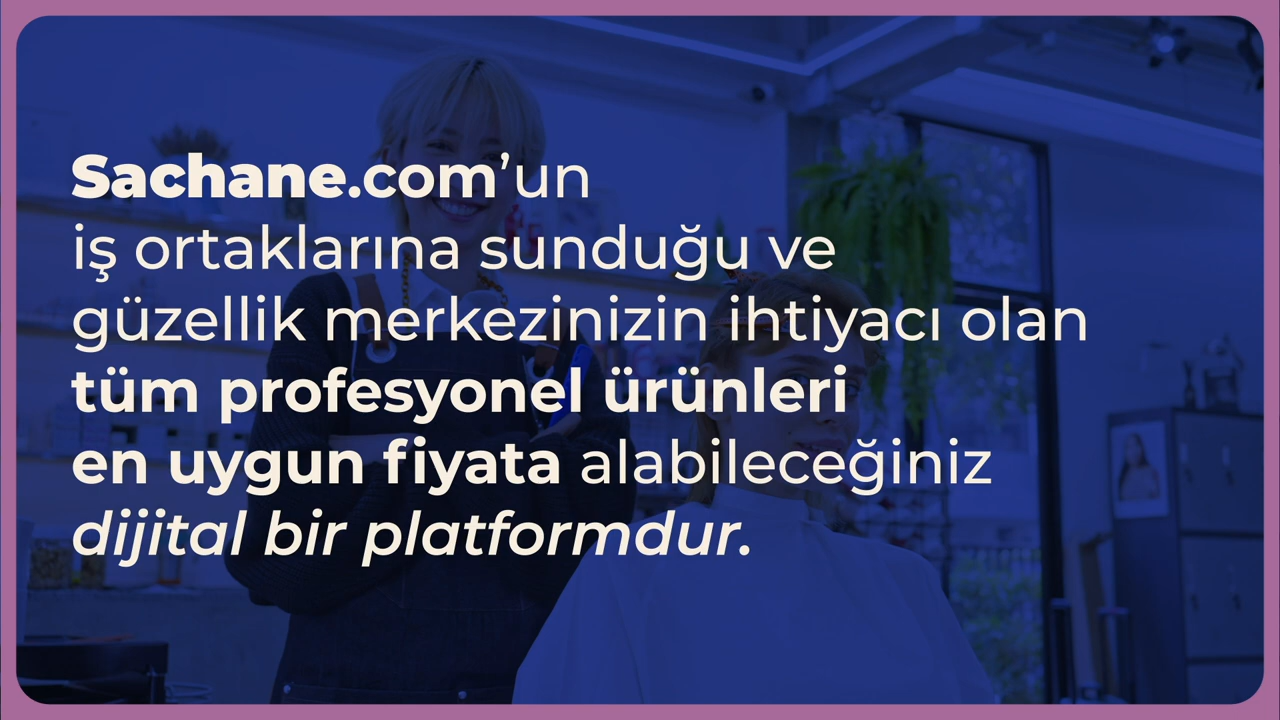 Sachane.com’un
iş ortaklarına sunduğu ve
güzellik merkezinizin ihtiyacı olan
tüm profesyonel ürünleri
en uygun fiyata alabileceğiniz
dijital bir platformdur.